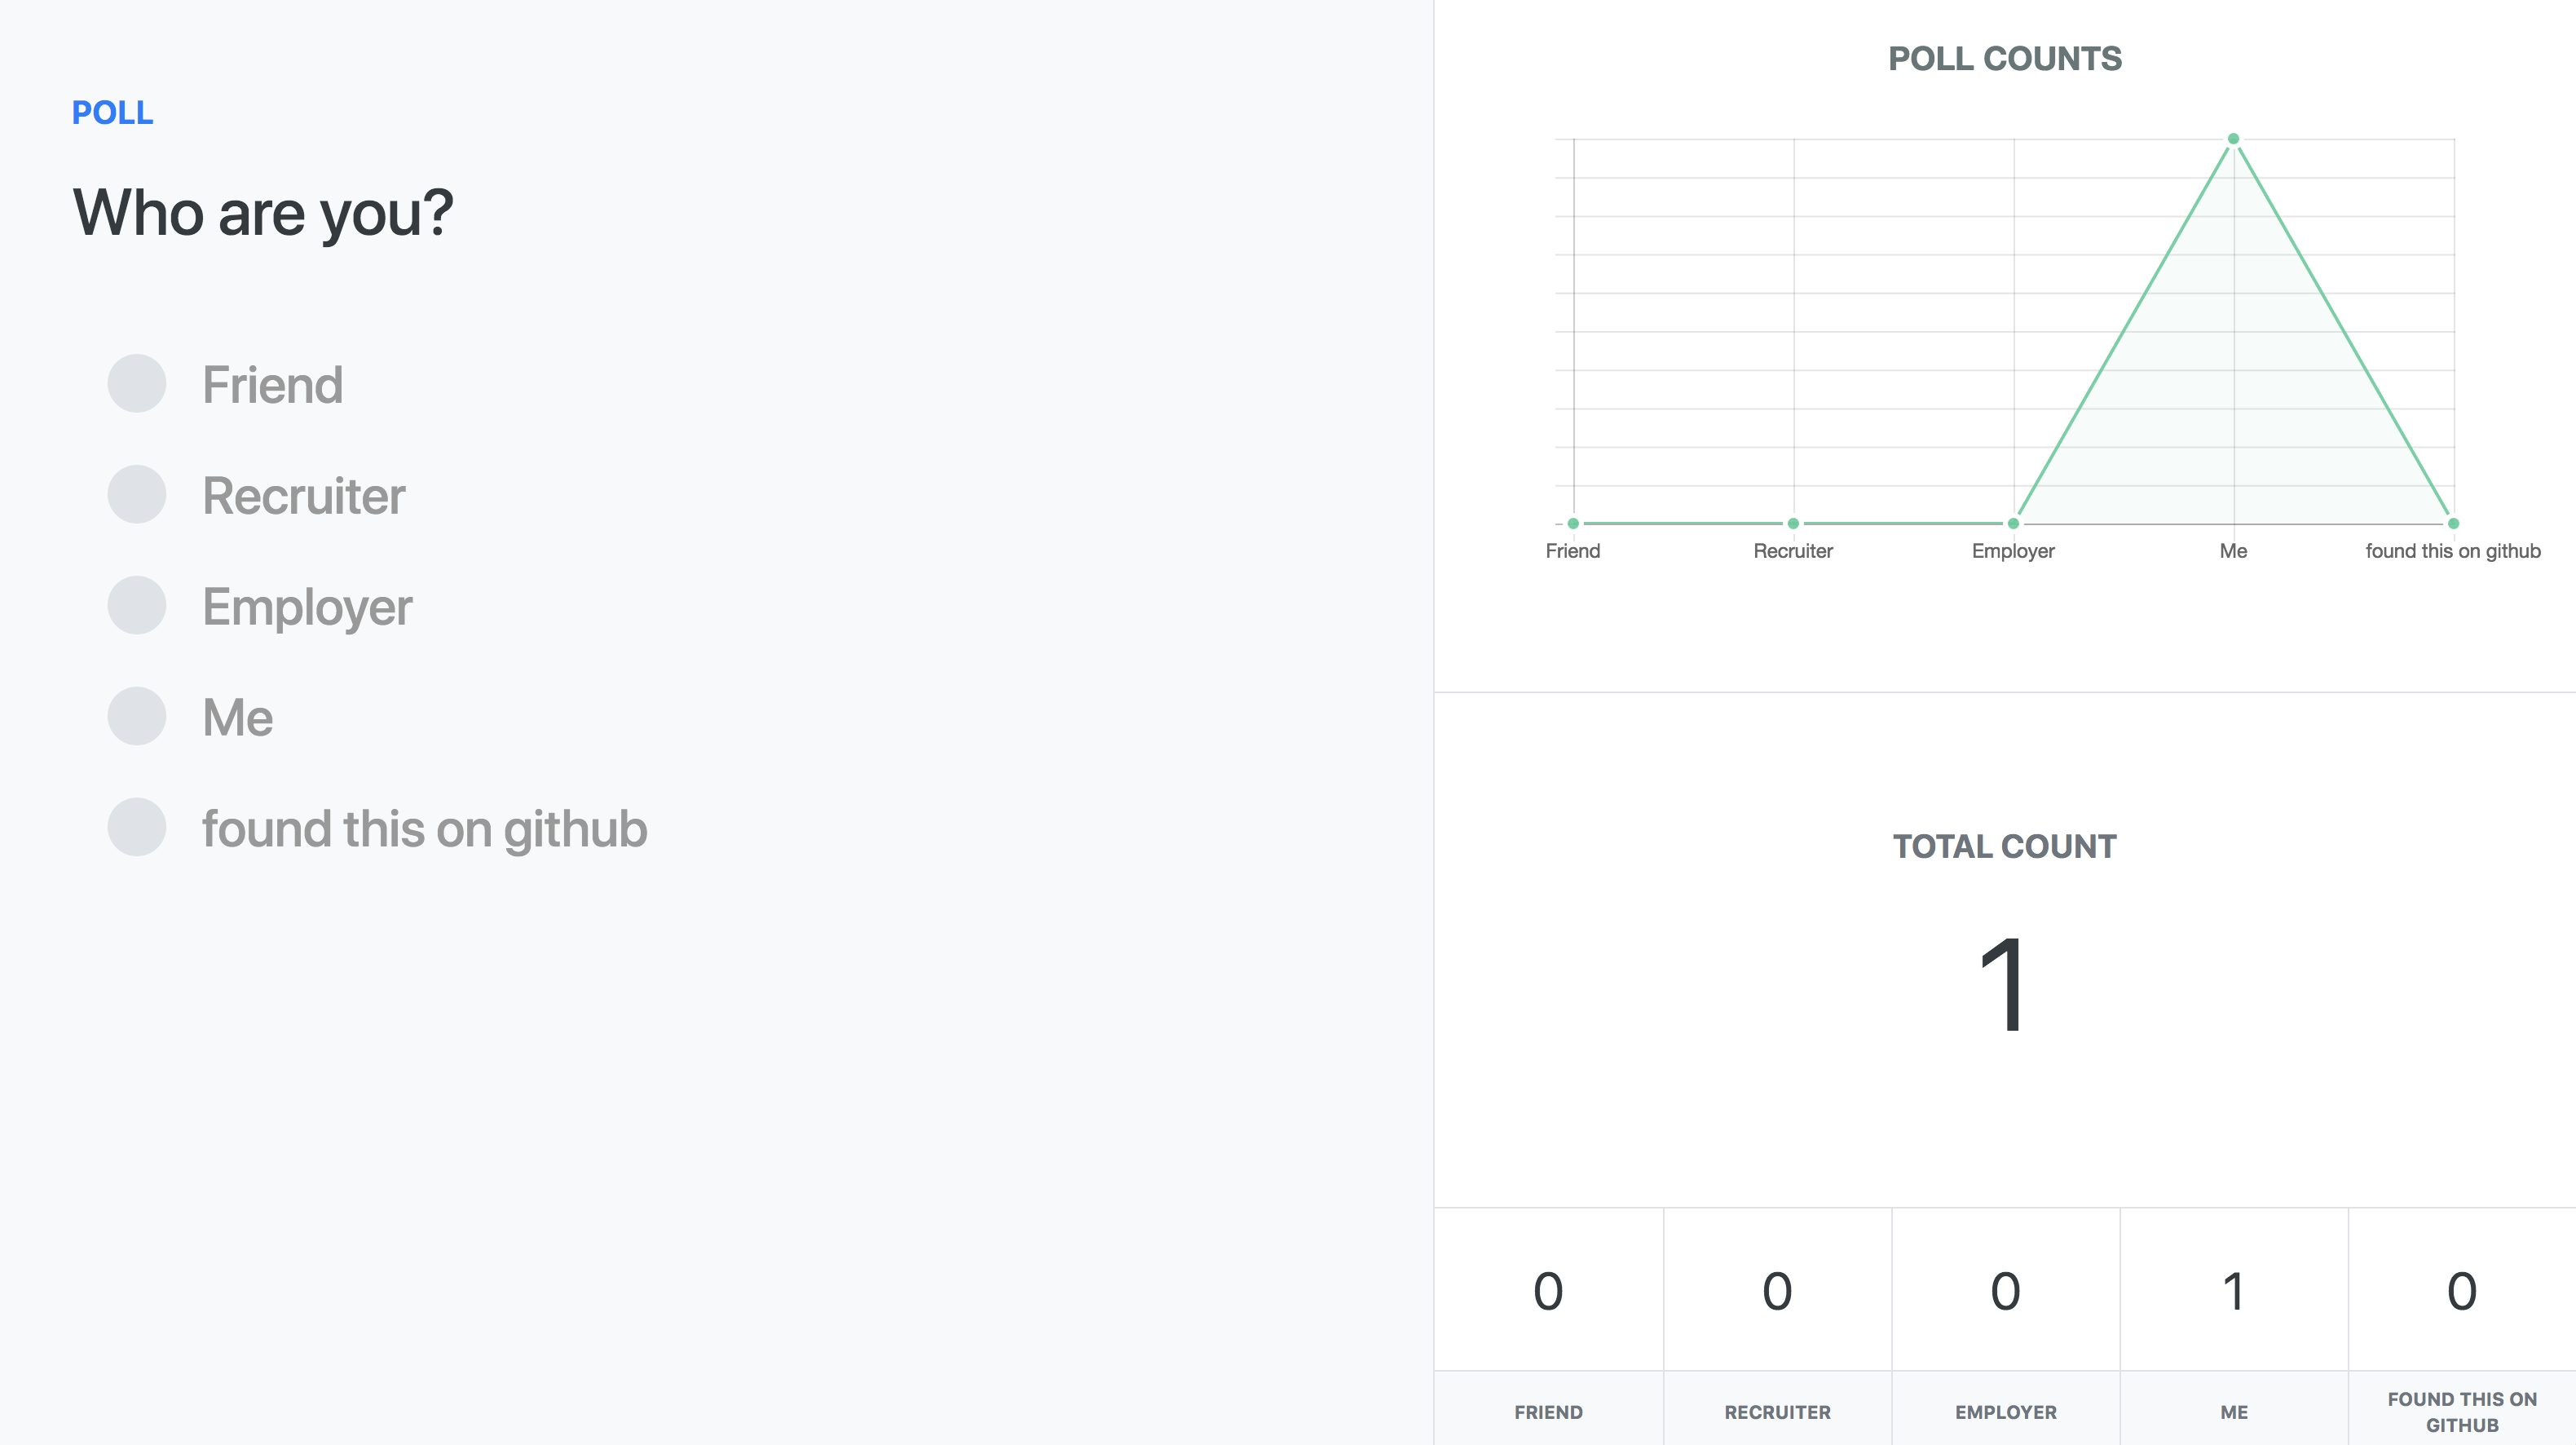 POLL
Who are you?
Friend
Recruiter
Employer
Me
found this on github
POLL COUNTS
Friend Recruiter Employer Me found this on github
TOTAL COUNT
1
0 0 0 1 0
FRIEND RECRUITER EMPLOYER ME FOUND THIS ON
GITHUB